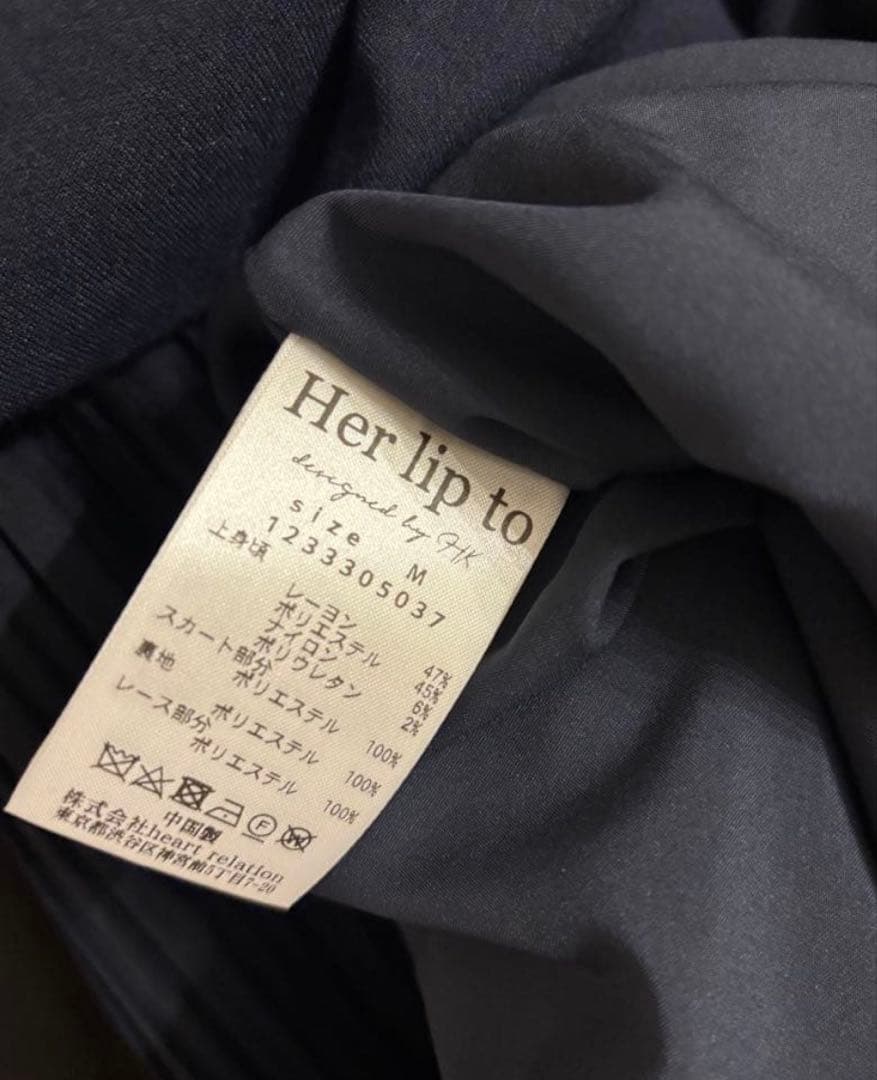 Her lip to
designed by HK
size M
1233305037
上身頃
レーヨン 47%
ポリエステル 45%
ナイロン 6%
ポリウレタン 2%
スカート部分
ポリエステル 100%
裏地
ポリエステル 100%
レース部分
ポリエステル 100%
F W
中国製
株式会社heart relation
東京都渋谷区神宮前5丁目7-20